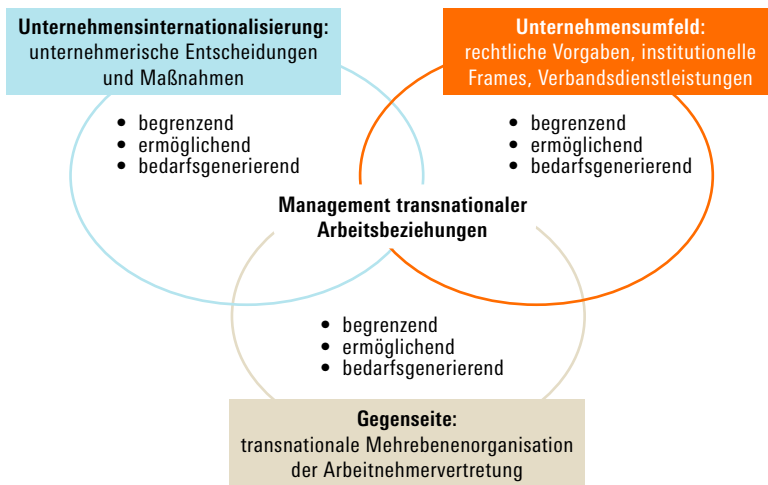 Unternehmensinternationalisierung:
unternehmerische Entscheidungen
und Maßnahmen
Unternehmensumfeld:
rechtliche Vorgaben, institutionelle
Frames, Verbandsdienstleistungen
• begrenzend
• ermöglichend
• bedarfsgenerierend
• begrenzend
• ermöglichend
• bedarfsgenerierend
Management transnationaler
Arbeitsbeziehungen
• begrenzend
• ermöglichend
• bedarfsgenerierend
Gegenseite:
transnationale Mehrebenenorganisation
der Arbeitnehmervertretung